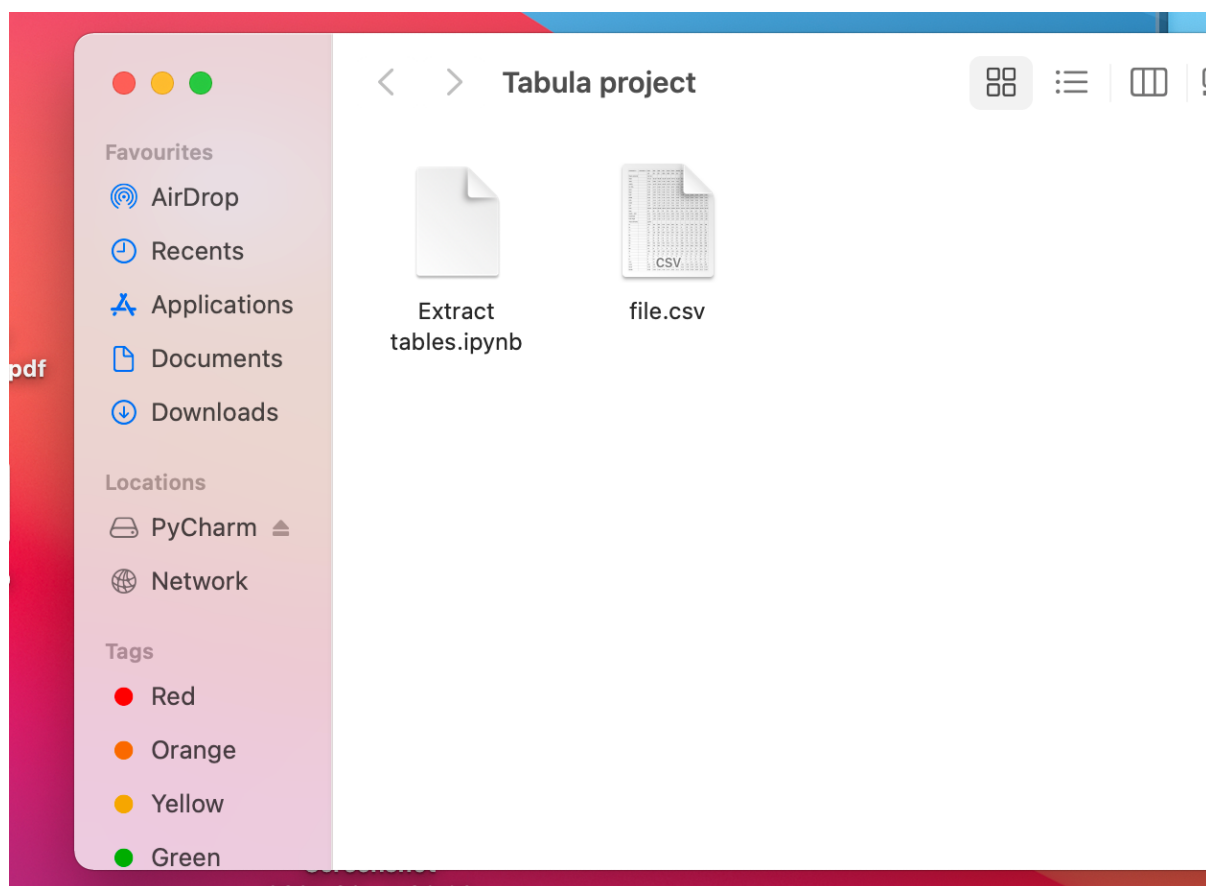 Tabula project
Favourites
AirDrop
Recents
Applications
Documents
Downloads
Locations
PyCharm
Network
Tags
Red
Orange
Yellow
Green
Extract
tables.ipynb
CSV
file.csv
pdf